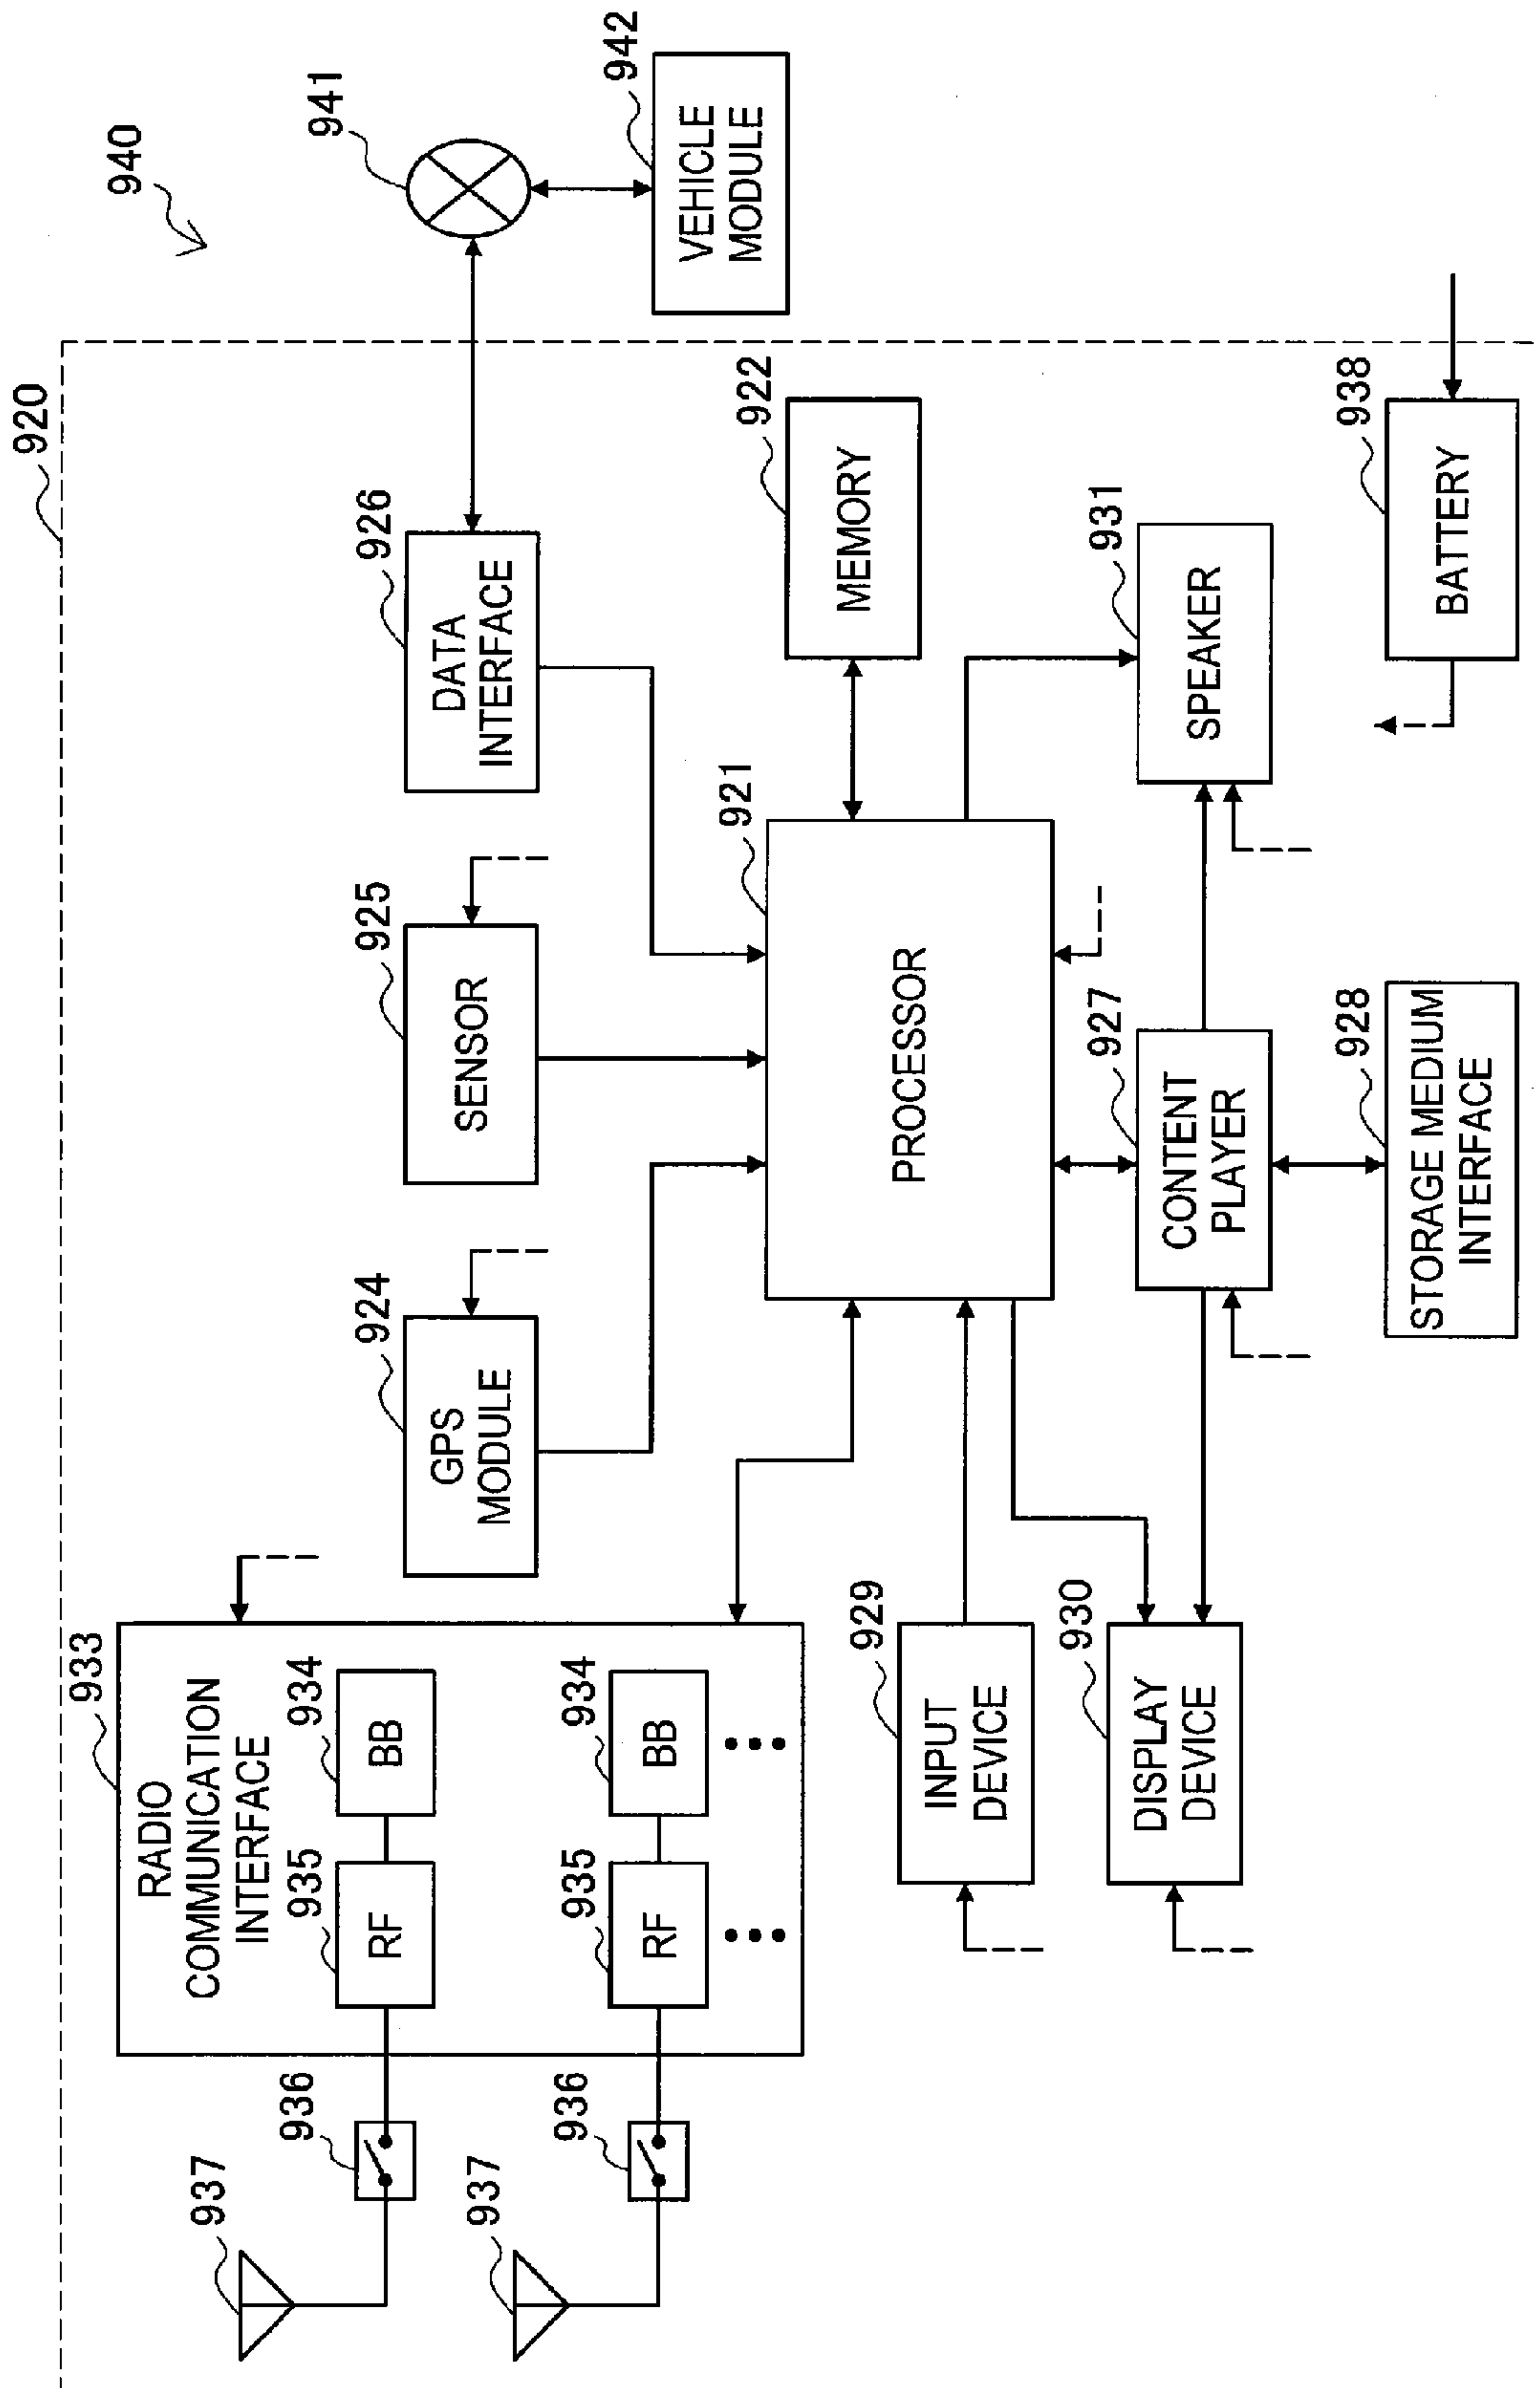 940
920
941
942
VEHICLE
MODULE
933
RADIO
COMMUNICATION
INTERFACE
937
936
935
RF
934
BB
937
936
935
RF
934
BB
924
GPS
MODULE
925
SENSOR
926
DATA
INTERFACE
921
PROCESSOR
922
MEMORY
929
INPUT
DEVICE
930
DISPLAY
DEVICE
927
CONTENT
PLAYER
931
SPEAKER
928
STORAGE MEDIUM
INTERFACE
938
BATTERY